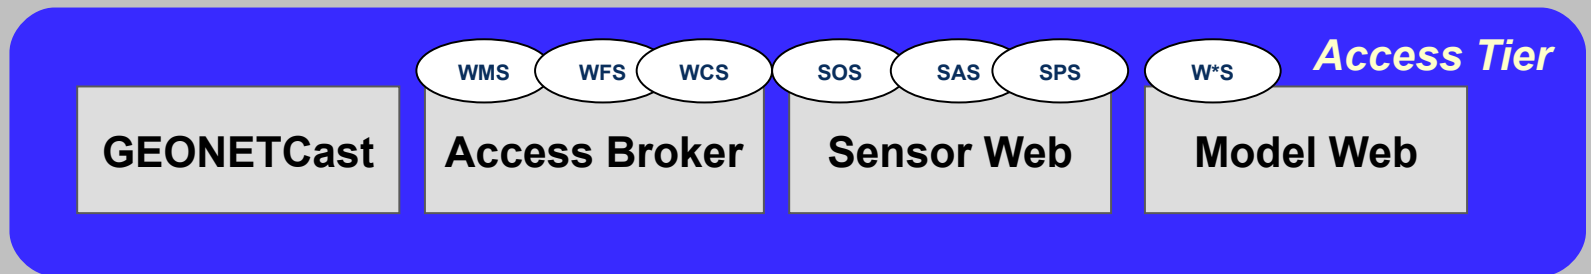 Access Tier
WMS WFS WCS SOS SAS SPS W*S
GEONETCast Access Broker Sensor Web Model Web